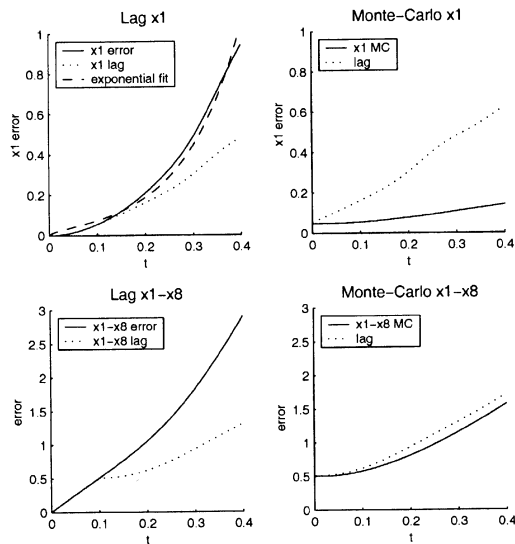 Lag x1
1
x1 error
x1 lag
exponential fit
0.8
0.6
0.4
0.2
0
x1 error
0
0.1
0.2
0.3
0.4
t
Monte-Carlo x1
1
x1 MC
lag
0.8
0.6
0.4
0.2
0
x1 error
0
0.1
0.2
0.3
0.4
t
Lag x1-x8
3
x1-x8 error
x1-x8 lag
2.5
2
1.5
1
0.5
0
error
0
0.1
0.2
0.3
0.4
t
Monte-Carlo x1-x8
3
x1-x8 MC
lag
2.5
2
1.5
1
0.5
0
error
0
0.1
0.2
0.3
0.4
t